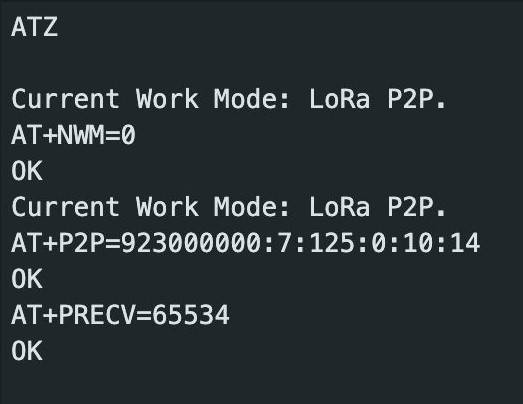 ATZ
Current Work Mode: LoRa P2P.
AT+NWM=0
OK
Current Work Mode: LoRa P2P.
AT+P2P=923000000:7:125:0:10:14
OK
AT+PRECV=65534
OK